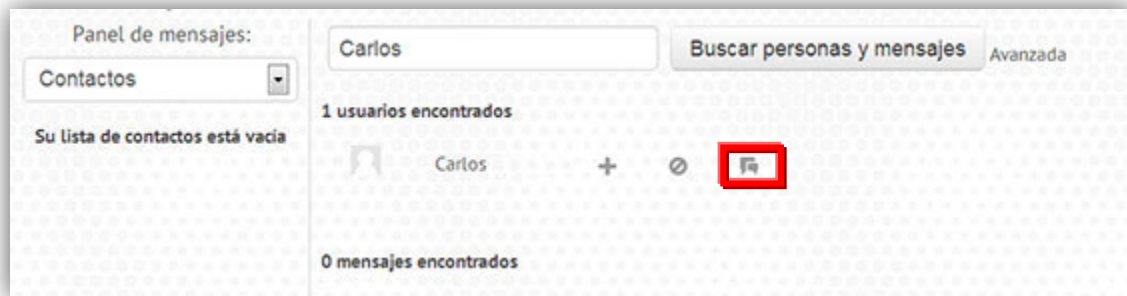 Panel de mensajes:
Contactos
Su lista de contactos está vacía
Carlos
Buscar personas y mensajes
Avanzada
1 usuarios encontrados
Carlos
0 mensajes encontrados